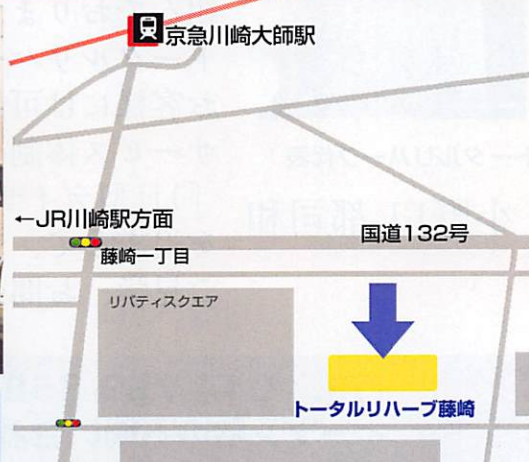 京急川崎大師駅
←JR川崎駅方面
国道132号
藤崎一丁目
リバティスクエア
トータルリハーブ藤崎